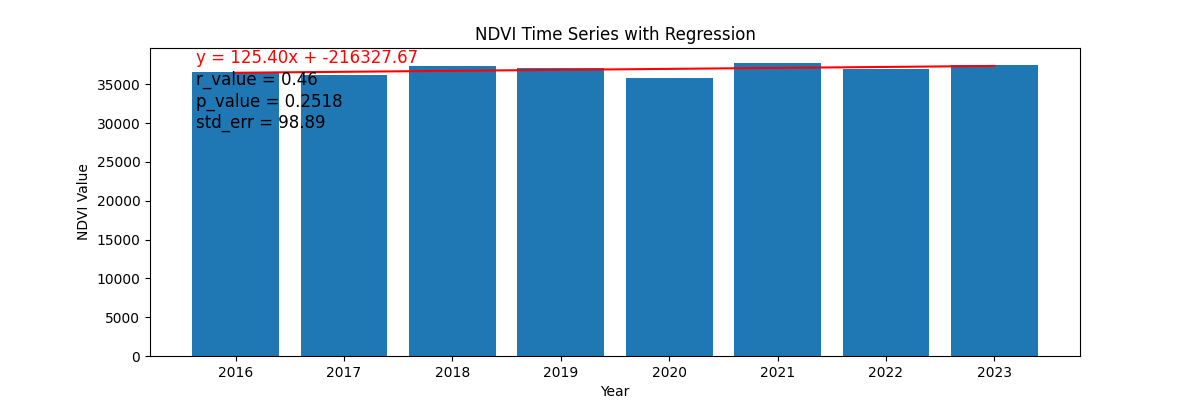 NDVI Time Series with Regression
y = 125.40x + -216327.67
r_value = 0.46
p_value = 0.2518
std_err = 98.89
35000
30000
25000
20000
15000
10000
5000
0
NDVI Value
2016 2017 2018 2019 2020 2021 2022 2023
Year